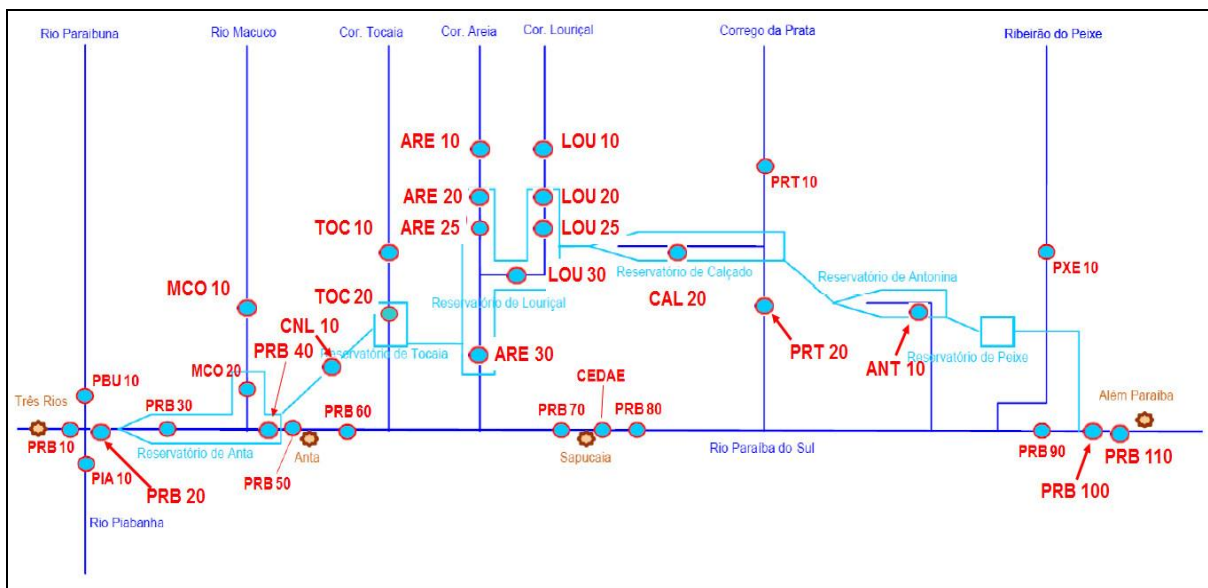 Rio Paraibuna
Rio Macuco
Cor. Tocaia
Cor. Areia
Cor. Louriçal
Corrego da Prata
Ribeirão do Peixe
ARE 10
LOU 10
PRT 10
ARE 20
LOU 20
TOC 10
ARE 25
LOU 25
PXE 10
MCO 10
LOU 30
Reservatório de Calçado
Reservatório de Antonina
TOC 20
Reservatório de Louriçal
CAL 20
CNL 10
PRB 40
Reservatório de Tocaia
ARE 30
PRT 20
ANT 10
Reservatório de Peixe
MCO 20
PBU 10
CEDAE
Três Rios
PRB 30
PRB 60
PRB 70
PRB 80
Além Paraíba
PRB 10
Reservatório de Anta
Anta
Sapucaia
Rio Paraíba do Sul
PRB 90
PRB 110
PIA 10
PRB 20
PRB 50
PRB 100
Rio Piabanha